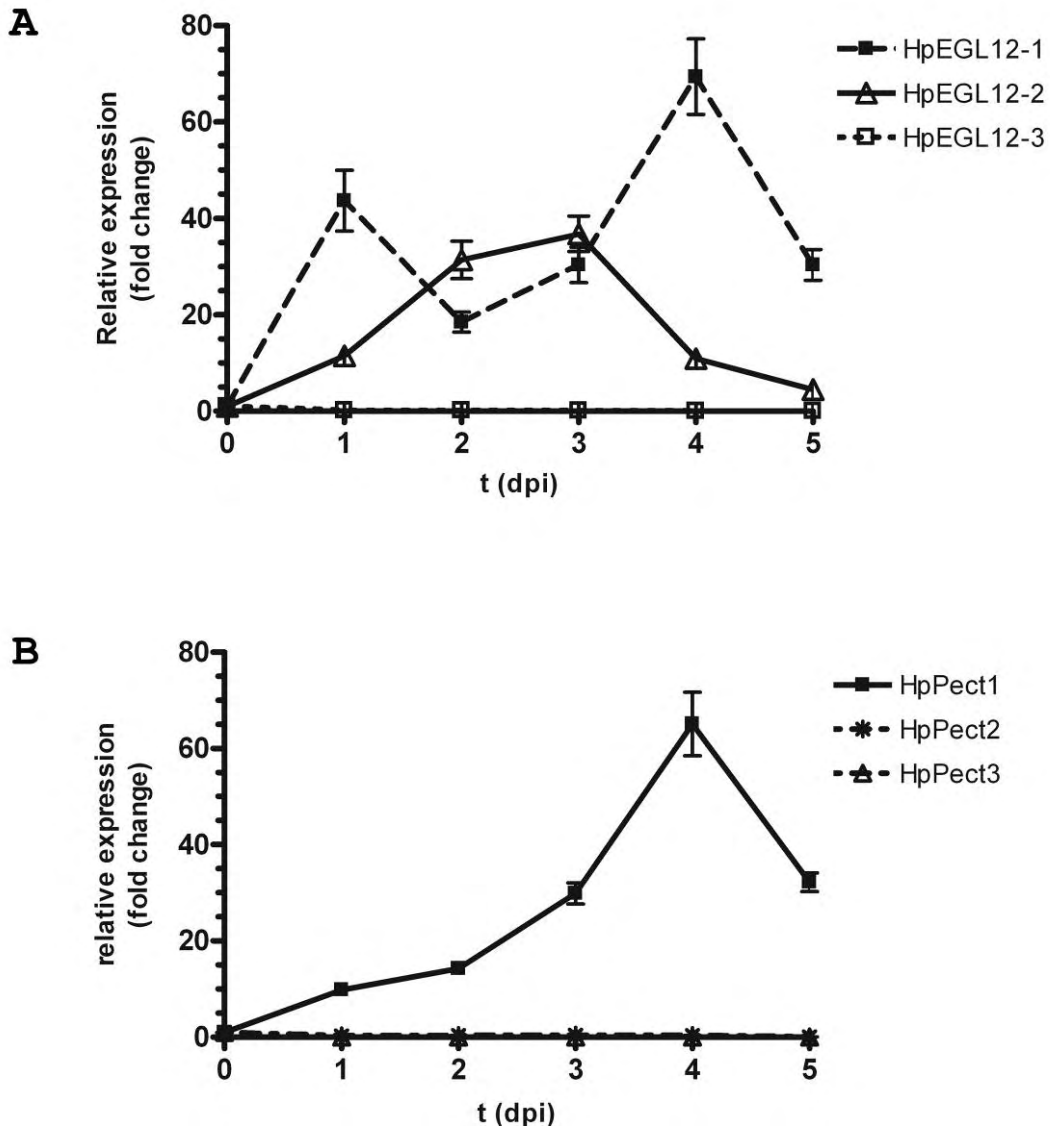 A
80
60
40
20
0
Relative expression
(fold change)
0 1 2 3 4 5
t (dpi)
HpEGL12-1
HpEGL12-2
HpEGL12-3
B
80
60
40
20
0
relative expression
(fold change)
0 1 2 3 4 5
t (dpi)
HpPect1
HpPect2
HpPect3